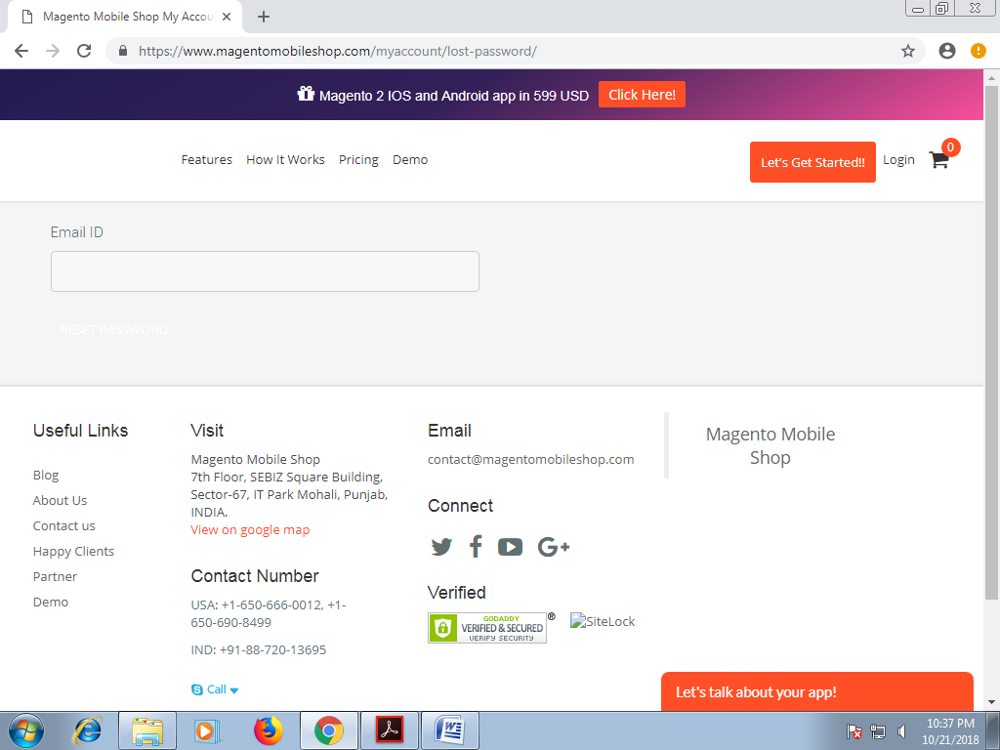 Magento Mobile Shop My Accou
https://www.magentomobileshop.com/myaccount/lost-password/
Magento 2 IOS and Android app in 599 USD
Click Here!
Features
How It Works
Pricing
Demo
Let's Get Started!!
Login
0
Email ID
RESET PASSWORD
Useful Links
Blog
About Us
Contact us
Happy Clients
Partner
Demo
Visit
Magento Mobile Shop
7th Floor, SEBIZ Square Building,
Sector-67, IT Park Mohali, Punjab,
INDIA.
View on google map
Contact Number
USA: +1-650-666-0012, +1-
650-690-8499
IND: +91-88-720-13695
Call
Email
contact@magentomobileshop.com
Connect
Verified
GODADDY
VERIFIED & SECURED
VERIFY SECURITY
®
SiteLock
Magento Mobile
Shop
Let's talk about your app!
10:37 PM
10/21/2018